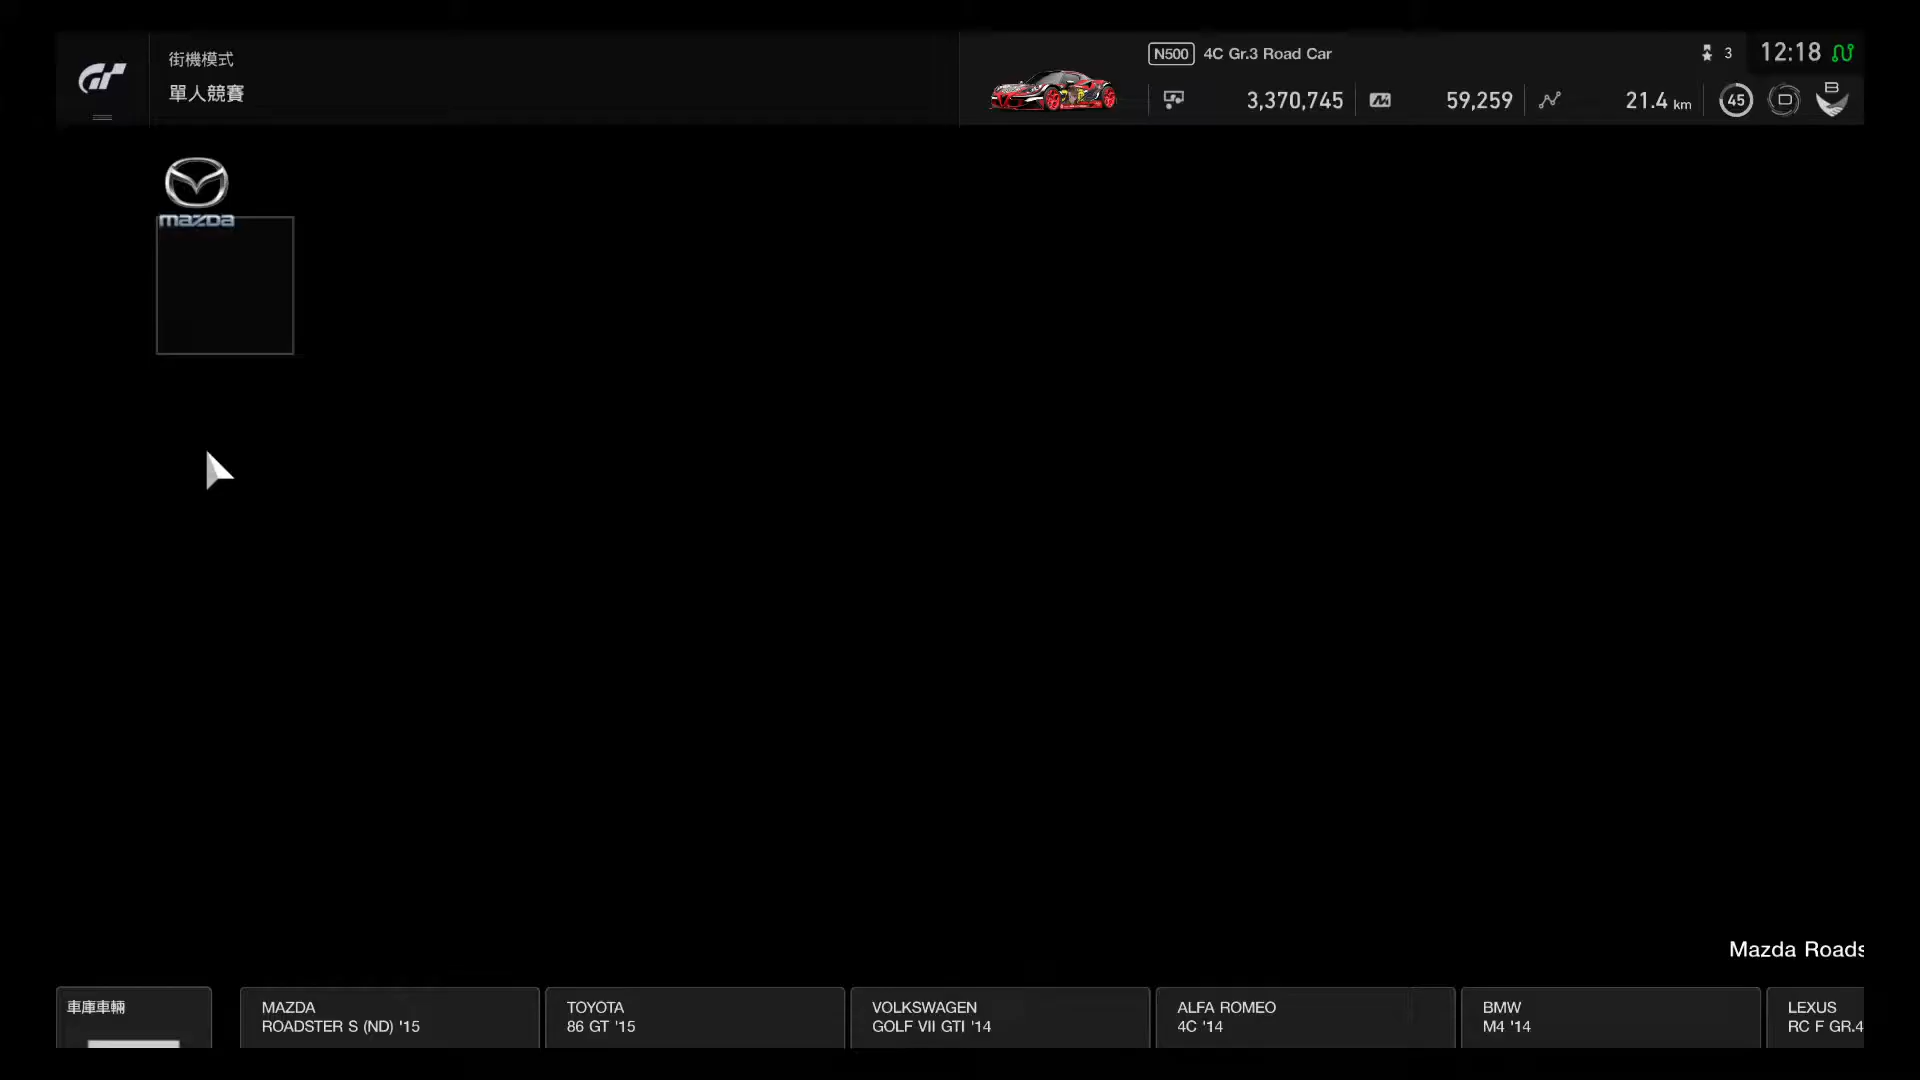 街機模式
單人競賽
N500 4C Gr.3 Road Car
3
12:18
3,370,745
59,259
21.4 km
45
D
B
mazda
Mazda Roads
車庫車輛
MAZDA
ROADSTER S (ND) '15
TOYOTA
86 GT '15
VOLKSWAGEN
GOLF VII GTI '14
ALFA ROMEO
4C '14
BMW
M4 '14
LEXUS
RC F GR.4